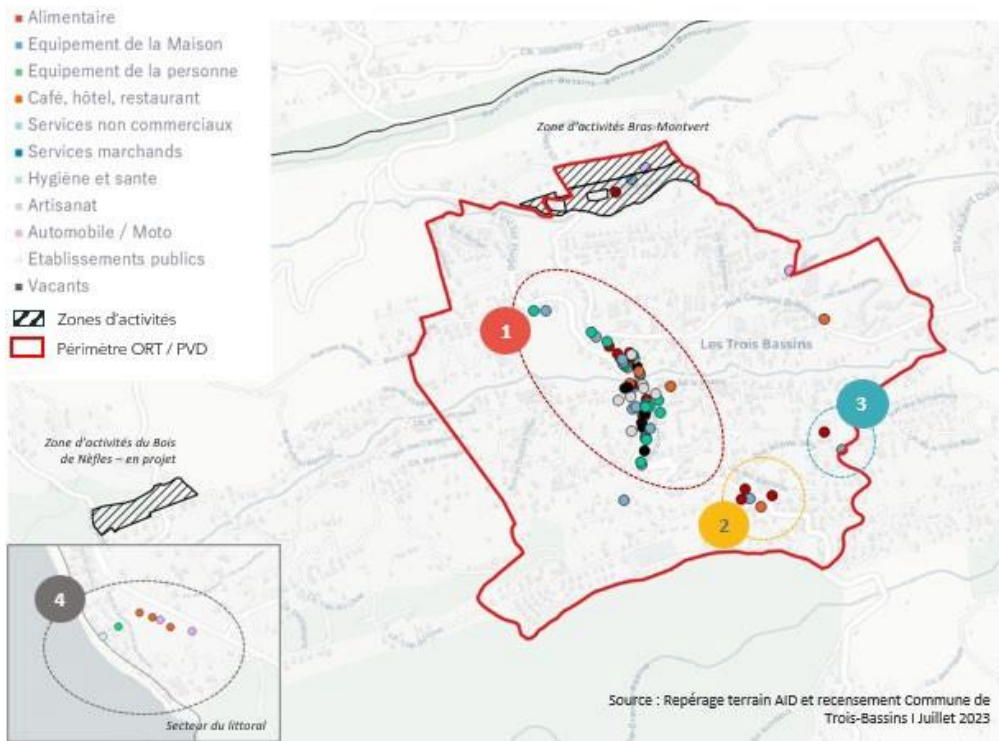 Alimentaire
Equipement de la Maison
Equipement de la personne
Café, hôtel, restaurant
Services non commerciaux
Services marchands
Hygiène et sante
Artisanat
Automobile / Moto
Etablissements publics
Vacants
Zones d'activités
Périmètre ORT / PVD
Zone d'activités Bras-Montvert
1
Les Trois Bassins
3
2
Zone d'activités du Bois
de Nèfles – en projet
4
Secteur du littoral
Source : Repérage terrain AID et recensement Commune de
Trois-Bassins I Juillet 2023